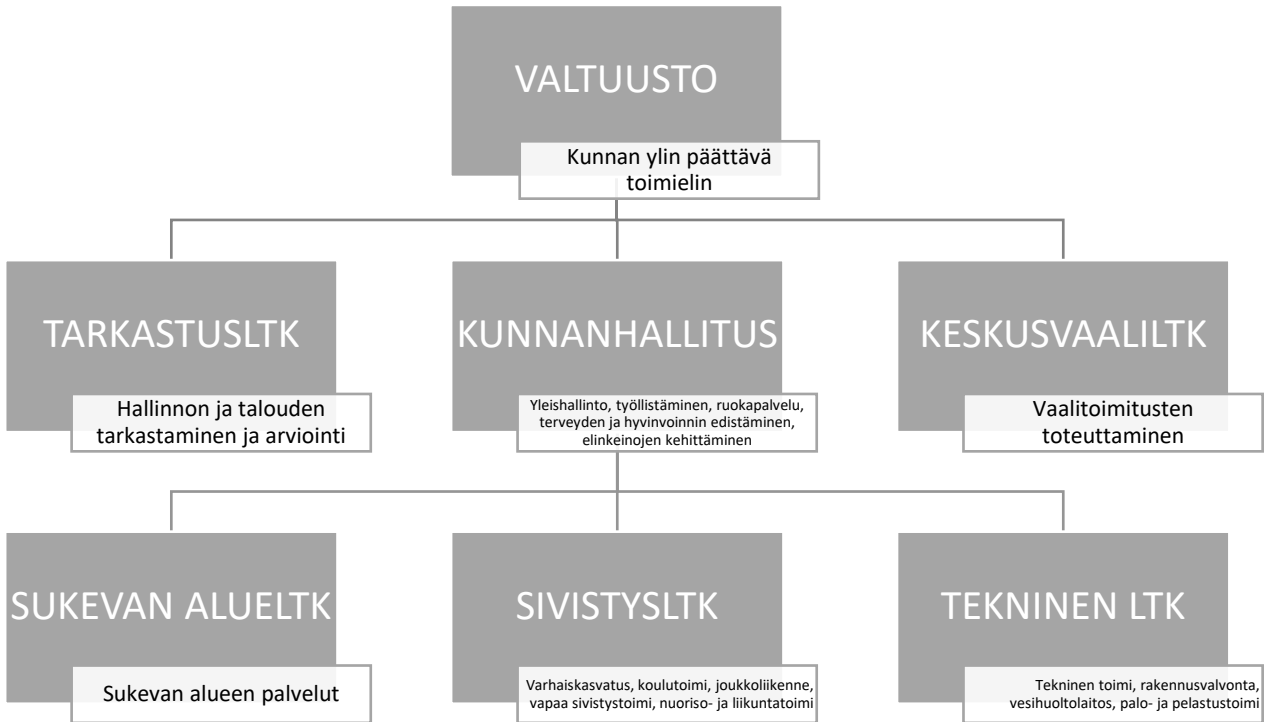 VALTUUSTO
Kunnan ylin päättävä
toimielin
TARKASTUSLTK
Hallinnon ja talouden
tarkastaminen ja arviointi
KUNNANHALLITUS
Yleishallinto, työllistäminen, ruokapalvelu,
terveyden ja hyvinvoinnin edistäminen,
elinkeinojen kehittäminen
KESKUSVAALILTK
Vaalitoimitusten
toteuttaminen
SUKEVAN ALUELTK
Sukevan alueen palvelut
SIVISTYSLTK
Varhaiskasvatus, koulutoimi, joukkoliikenne,
vapaa sivistystoimi, nuoriso- ja liikuntatoimi
TEKNINEN LTK
Tekninen toimi, rakennusvalvonta,
vesihuoltolaitos, palo- ja pelastustoimi